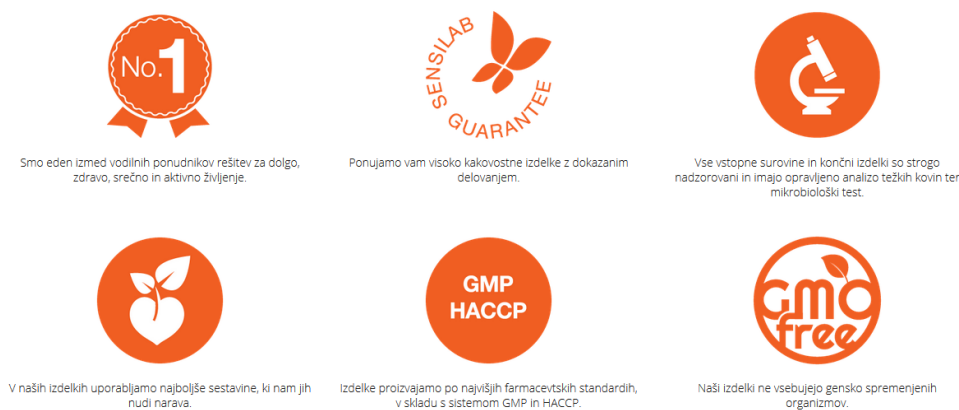 No.1
Smo eden izmed vodilnih ponudnikov rešitev za dolgo,
zdravo, srečno in aktivno življenje.
SENSILAB
GUARANTEE
Ponujamo vam visoko kakovostne izdelke z dokazanim
delovanjem.
Vse vstopne surovine in končni izdelki so strogo
nadzorovani in imajo opravljeno analizo težkih kovin ter
mikrobiološki test.
V naših izdelkih uporabljamo najboljše sestavine, ki nam jih
nudi narava.
GMP
HACCP
Izdelke proizvajamo po najvišjih farmacevtskih standardih,
v skladu s sistemom GMP in HACCP.
GMO
free
Naši izdelki ne vsebujejo gensko spremenjenih
organizmov.